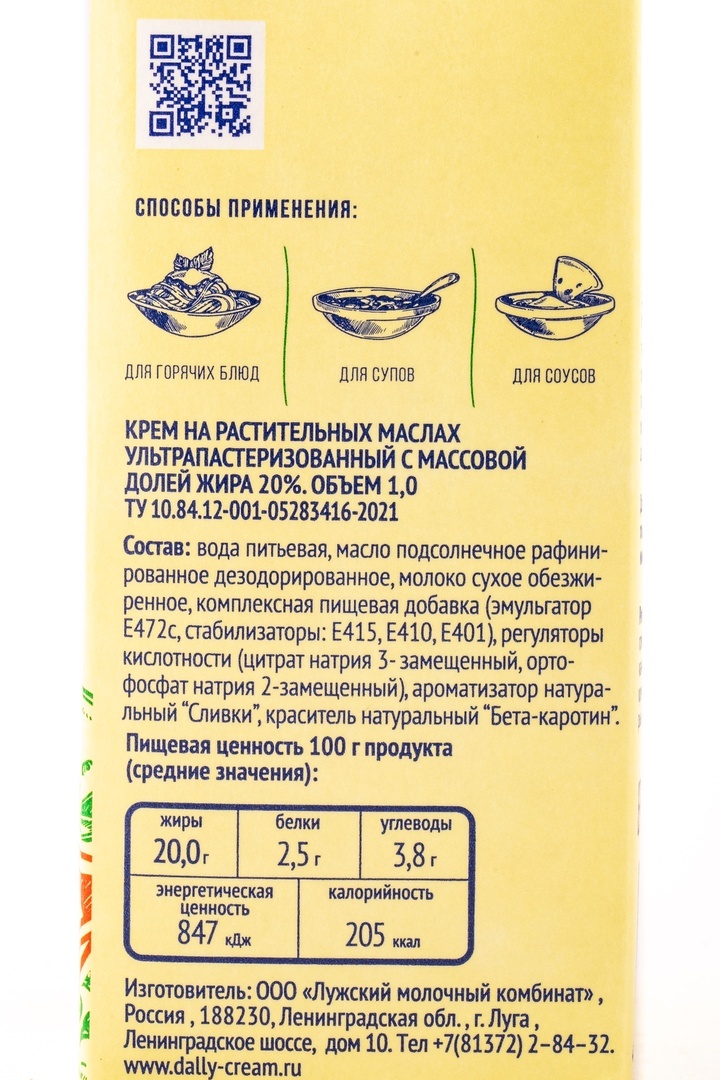 СПОСОБЫ ПРИМЕНЕНИЯ:
ДЛЯ ГОРЯЧИХ БЛЮД
ДЛЯ СУПОВ
ДЛЯ СОУСОВ
КРЕМ НА РАСТИТЕЛЬНЫХ МАСЛАХ
УЛЬТРАПАСТЕРИЗОВАННЫЙ С МАССОВОЙ
ДОЛЕЙ ЖИРА 20%. ОБЪЕМ 1,0
ТУ 10.84.12-001-05283416-2021
Состав: вода питьевая, масло подсолнечное рафини-
рованное дезодорированное, молоко сухое обезжи-
ренное, комплексная пищевая добавка (эмульгатор
Е472с, стабилизаторы: Е415, Е410, Е401), регуляторы
кислотности (цитрат натрия 3- замещенный, орто-
фосфат натрия 2-замещенный), ароматизатор натура-
льный “Сливки”, краситель натуральный “Бета-каротин”.
Пищевая ценность 100 г продукта
(средние значения):
жиры белки углеводы
20,0 г 2,5 г 3,8 г
энергетическая калорийность
ценность
847 кДж 205 ккал
Изготовитель: ООО «Лужский молочный комбинат» ,
Россия , 188230, Ленинградская обл. , г. Луга ,
Ленинградское шоссе, дом 10. Тел +7(81372) 2–84–32.
www.dally-cream.ru